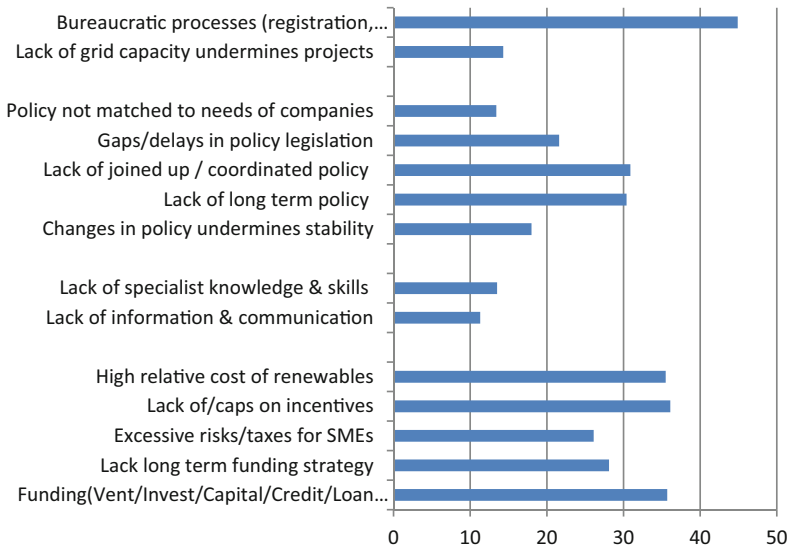 Bureaucratic processes (registration,...
Lack of grid capacity undermines projects
Policy not matched to needs of companies
Gaps/delays in policy legislation
Lack of joined up / coordinated policy
Lack of long term policy
Changes in policy undermines stability
Lack of specialist knowledge & skills
Lack of information & communication
High relative cost of renewables
Lack of/caps on incentives
Excessive risks/taxes for SMEs
Lack long term funding strategy
Funding(Vent/Invest/Capital/Credit/Loan...
0 10 20 30 40 50